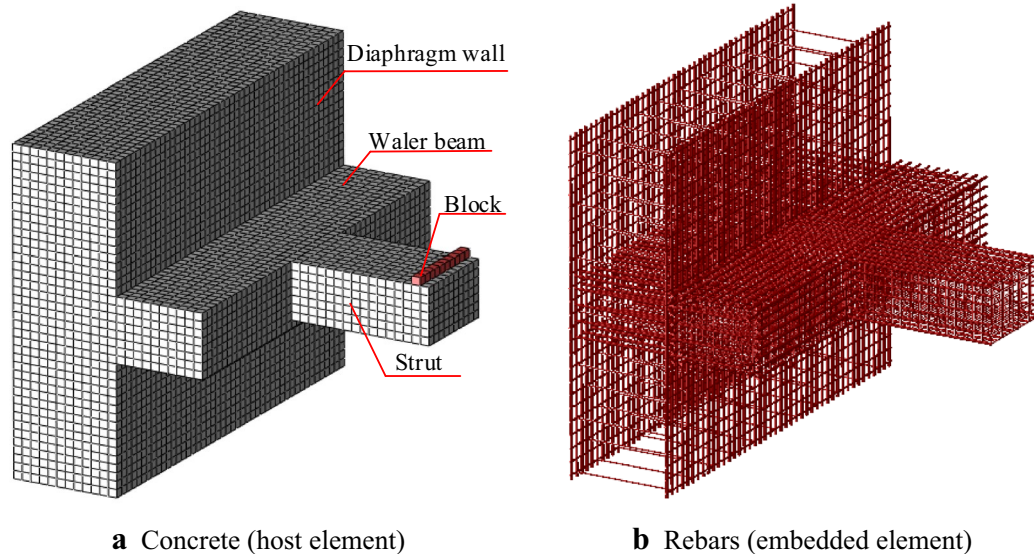 Diaphragm wall
Waler beam
Block
Strut
a Concrete (host element)
b Rebars (embedded element)